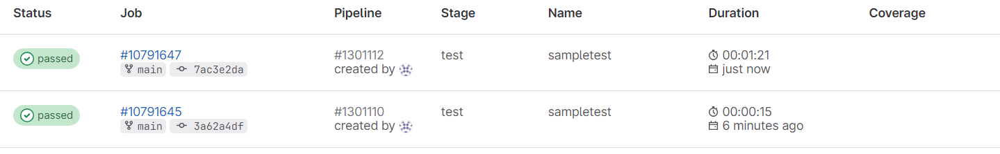 Status Job Pipeline Stage Name Duration Coverage
passed #10791647 #1301112 test sampletest 00:01:21
main 7ac3e2da created by just now
passed #10791645 #1301110 test sampletest 00:00:15
main 3a62a4df created by 6 minutes ago